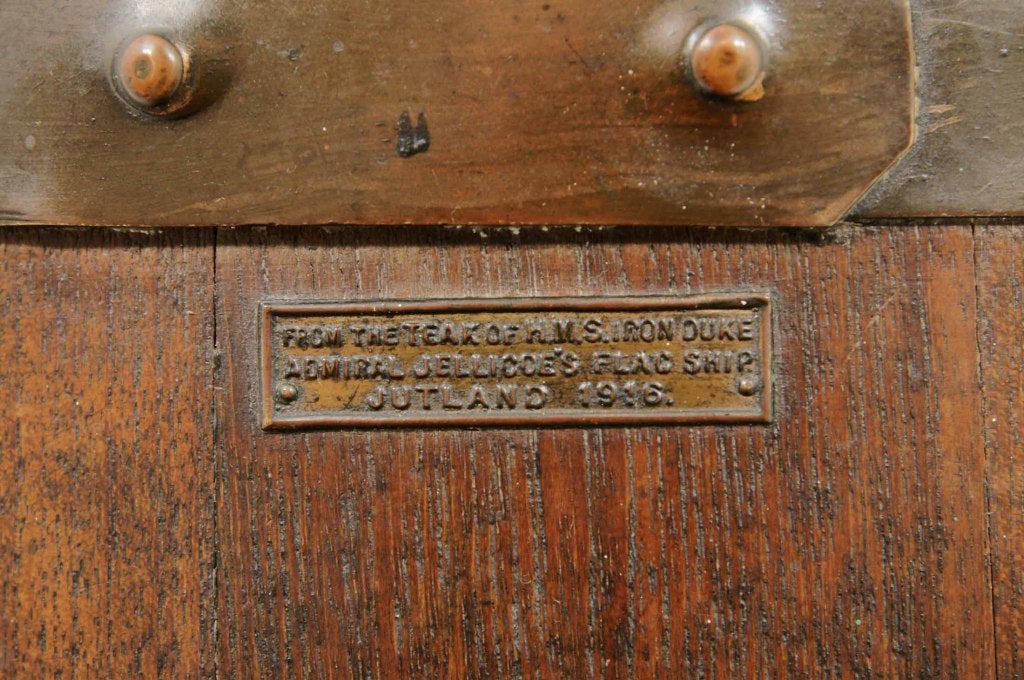 FROM THE TEAK OF H.M.S. IRON DUKE
ADMIRAL JELLICOE'S FLAG SHIP
JUTLAND 1916.